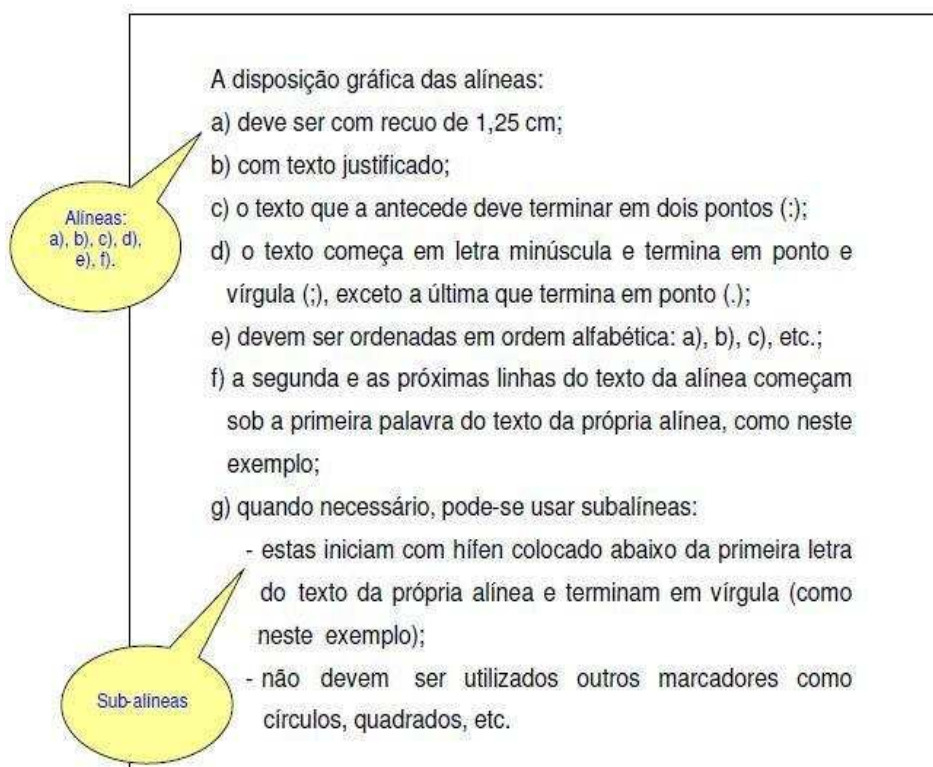 A disposição gráfica das alíneas:
a) deve ser com recuo de 1,25 cm;
b) com texto justificado;
c) o texto que a antecede deve terminar em dois pontos (:);
d) o texto começa em letra minúscula e termina em ponto e
vírgula (;), exceto a última que termina em ponto (.);
e) devem ser ordenadas em ordem alfabética: a), b), c), etc.;
f) a segunda e as próximas linhas do texto da alínea começam
sob a primeira palavra do texto da própria alínea, como neste
exemplo;
g) quando necessário, pode-se usar subalíneas:
- estas iniciam com hífen colocado abaixo da primeira letra
do texto da própria alínea e terminam em vírgula (como
neste exemplo);
- não devem ser utilizados outros marcadores como
círculos, quadrados, etc.
Alíneas:
a), b), c), d),
e), f).
Sub-alíneas